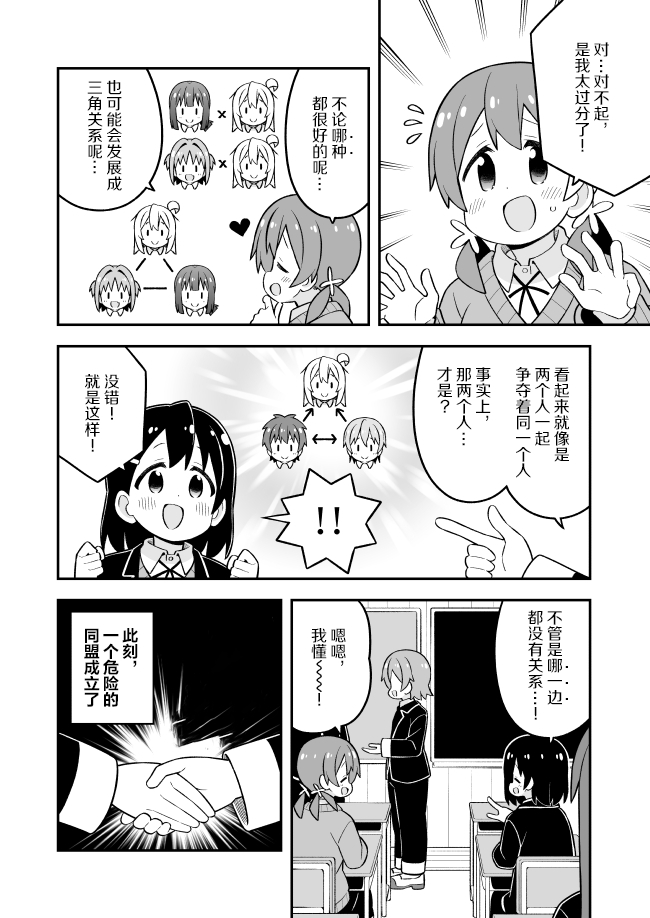 对…对不起，
是我太过分了！
不论哪种
都很好的呢…
也可能会发展成
三角关系呢…
×
×
看起来就像是
两个人一起
争夺着同一个人
事实上，
那两个人…
才是？
!!
没错！
就是这样！
不管是哪一边
都没有关系…！
嗯嗯，
我懂～～～！
此刻，
一个危险的
同盟成立了